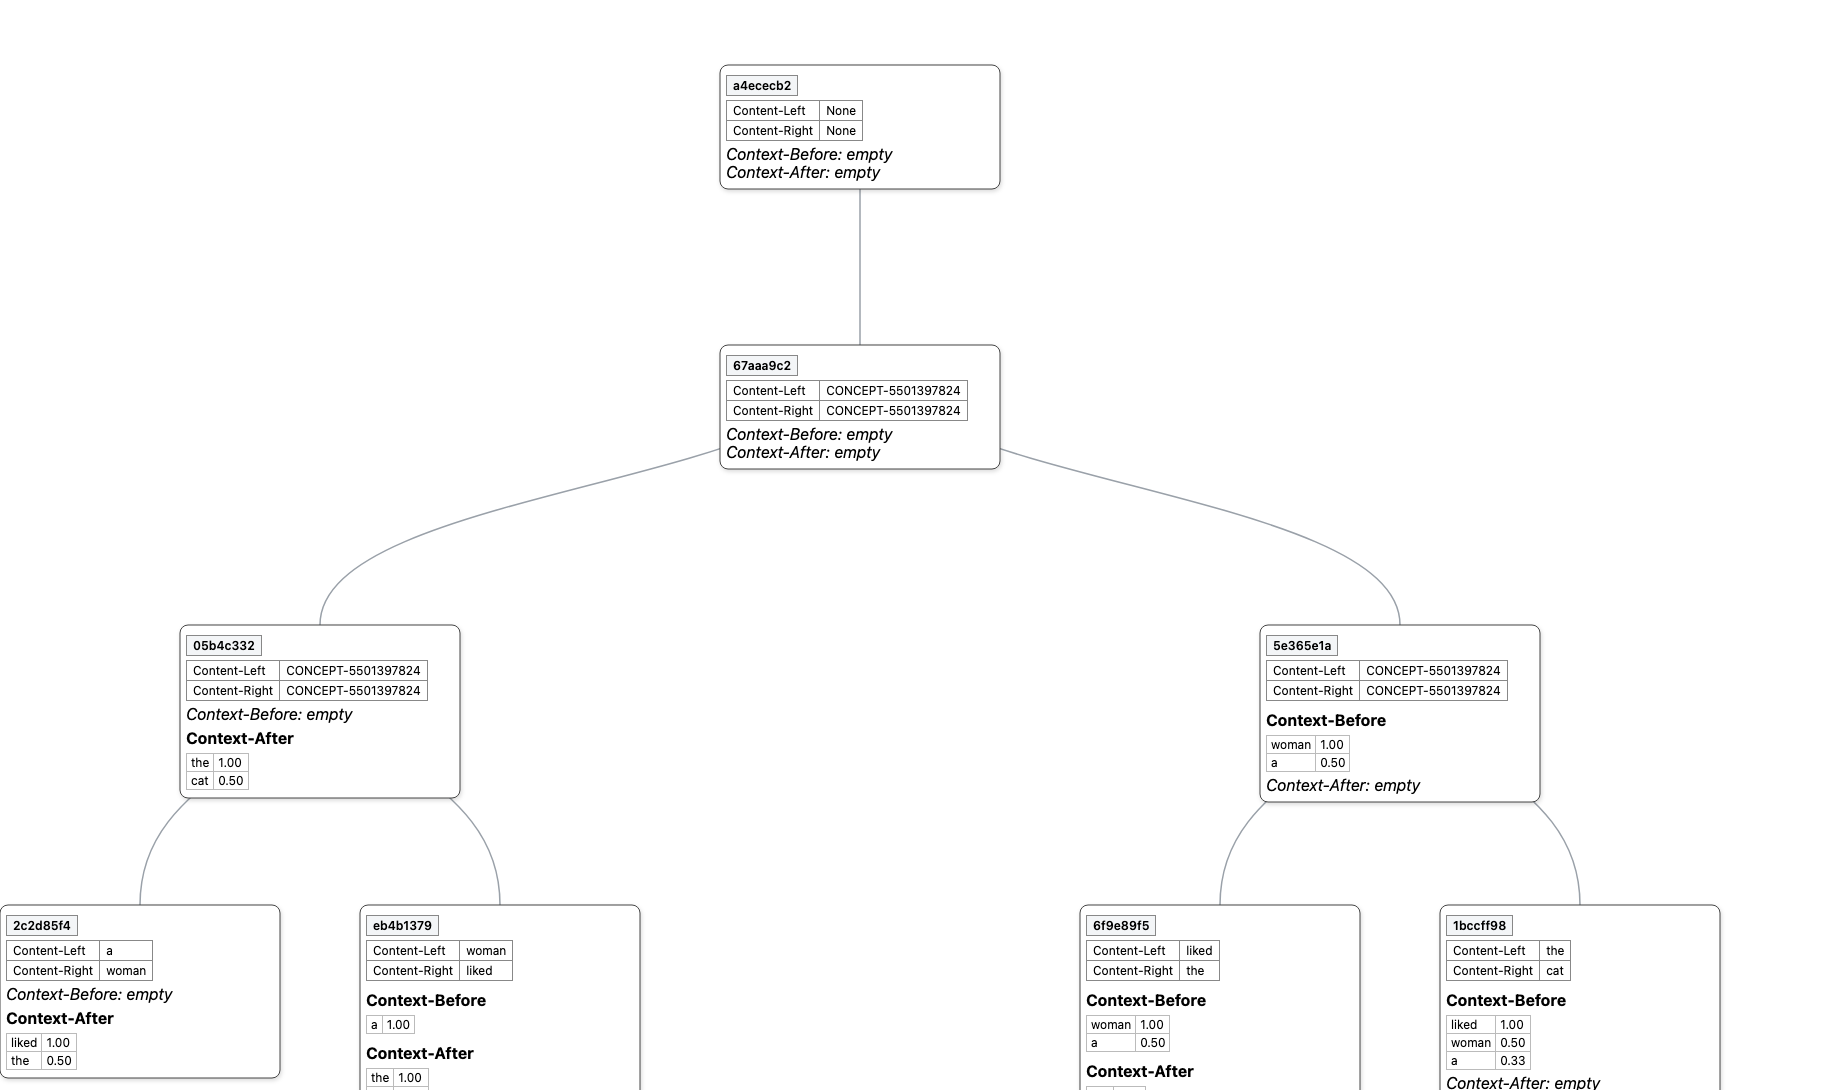 a4ececb2
Content-Left None
Content-Right None
Context-Before: empty
Context-After: empty
67aaa9c2
Content-Left CONCEPT-5501397824
Content-Right CONCEPT-5501397824
Context-Before: empty
Context-After: empty
05b4c332
Content-Left CONCEPT-5501397824
Content-Right CONCEPT-5501397824
Context-Before: empty
Context-After
the 1.00
cat 0.50
5e365e1a
Content-Left CONCEPT-5501397824
Content-Right CONCEPT-5501397824
Context-Before
woman 1.00
a 0.50
Context-After: empty
2c2d85f4
Content-Left a
Content-Right woman
Context-Before: empty
Context-After
liked 1.00
the 0.50
eb4b1379
Content-Left woman
Content-Right liked
Context-Before
a 1.00
Context-After
the 1.00
6f9e89f5
Content-Left liked
Content-Right the
Context-Before
woman 1.00
a 0.50
Context-After
1bccff98
Content-Left the
Content-Right cat
Context-Before
liked 1.00
woman 0.50
a 0.33
Context-After: empty